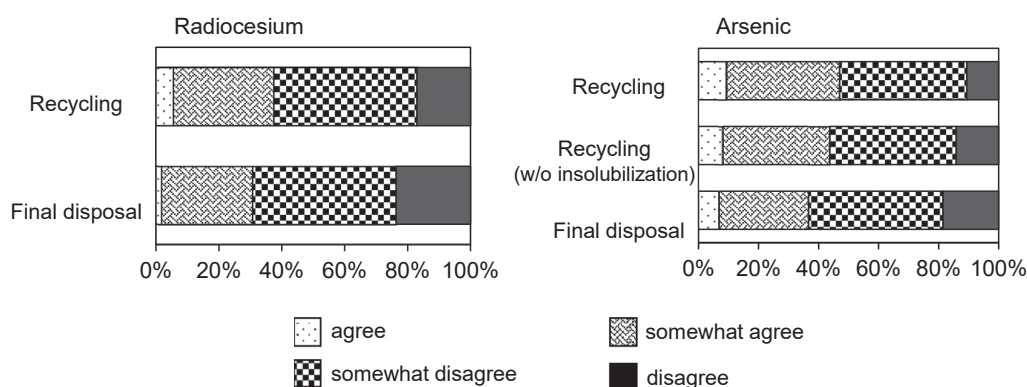 Radiocesium
Recycling
Final disposal
0% 20% 40% 60% 80% 100%
Arsenic
Recycling
Recycling
(w/o insolubilization)
Final disposal
0% 20% 40% 60% 80% 100%
agree
somewhat agree
somewhat disagree
disagree